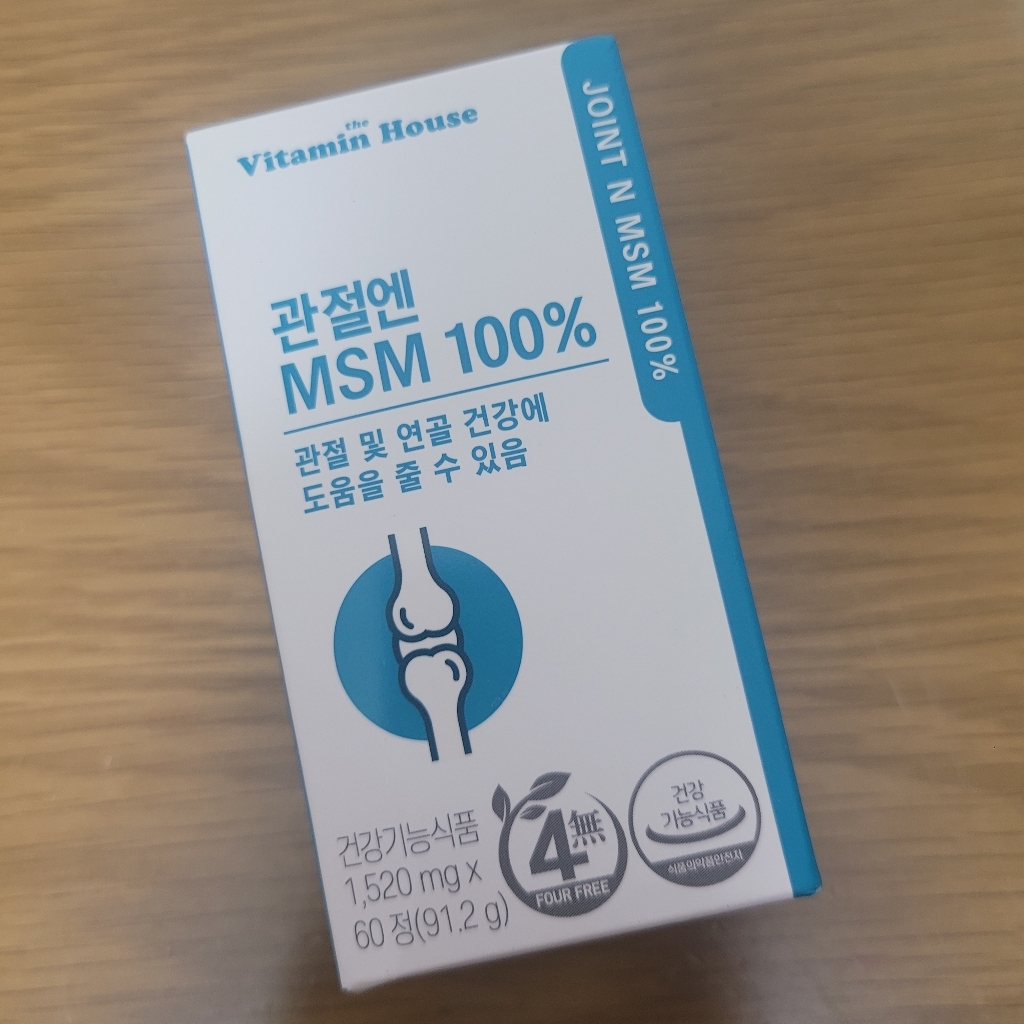 the
Vitamin House
JOINT N MSM 100%
관절엔
MSM 100%
관절 및 연골 건강에
도움을 줄 수 있음
건강기능식품
1,520 mg x
60 정(91.2 g)
4無
FOUR FREE
건강
기능식품
식품의약품안전처